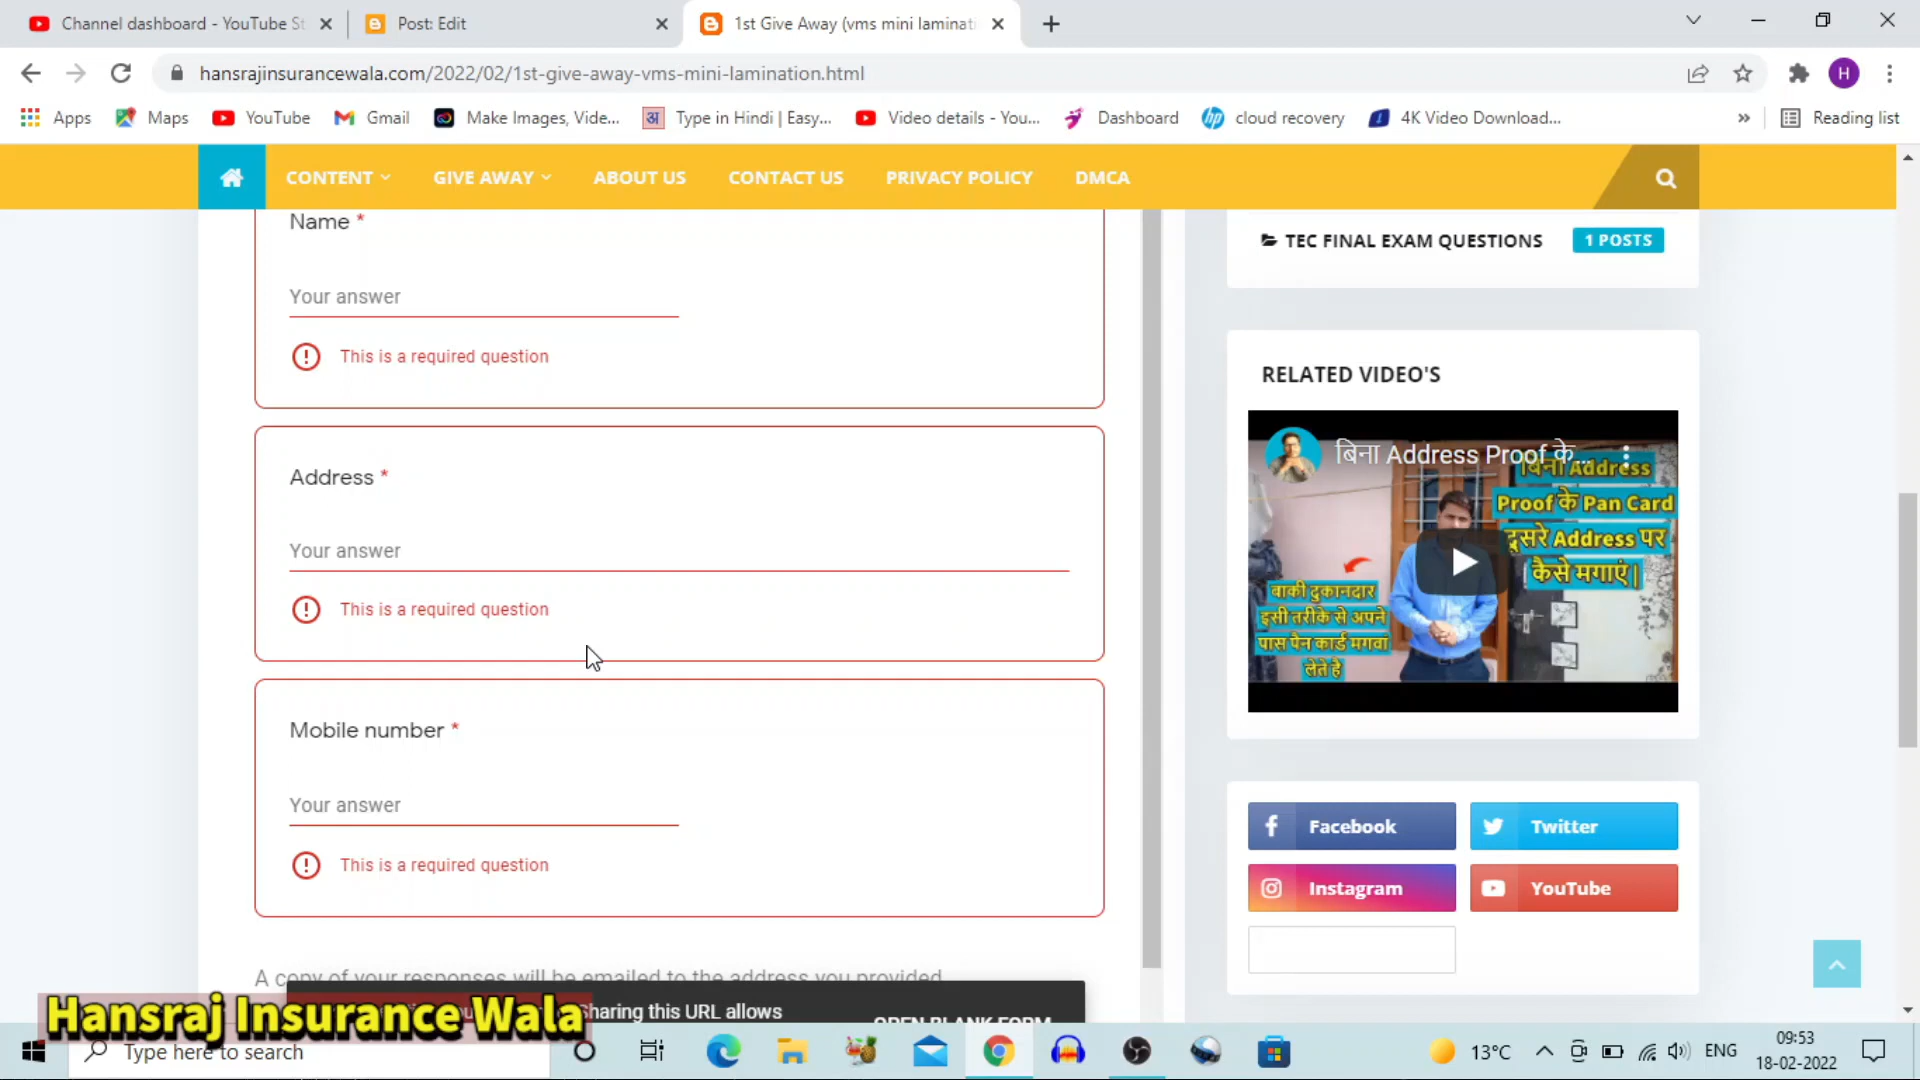 Channel dashboard - YouTube St
Post: Edit
1st Give Away (vms mini laminat
hansrajinsurancewala.com/2022/02/1st-give-away-vms-mini-lamination.html
H
Apps
Maps
YouTube
Gmail
Make Images, Vide...
अ
Type in Hindi | Easy...
Video details - You...
Dashboard
cloud recovery
4K Video Download...
»
Reading list
CONTENT
GIVE AWAY
ABOUT US
CONTACT US
PRIVACY POLICY
DMCA
Name *
Your answer
This is a required question
Address *
Your answer
This is a required question
Mobile number *
Your answer
This is a required question
A copy of your responses will be emailed to the address you provided.
Sharing this URL allows
OPEN BLANK FORM
TEC FINAL EXAM QUESTIONS
1 POSTS
RELATED VIDEO'S
बिना Address Proof के...
बिना Address
Proof के Pan Card
दूसरे Address पर
कैसे मगाएं|
बाकी दुकानदार
इसी तरीके से अपने
पास पैन कार्ड मगवा
लेते है
Facebook
Twitter
Instagram
YouTube
Hansraj Insurance Wala
Type here to search
13°C
ENG
09:53
18-02-2022